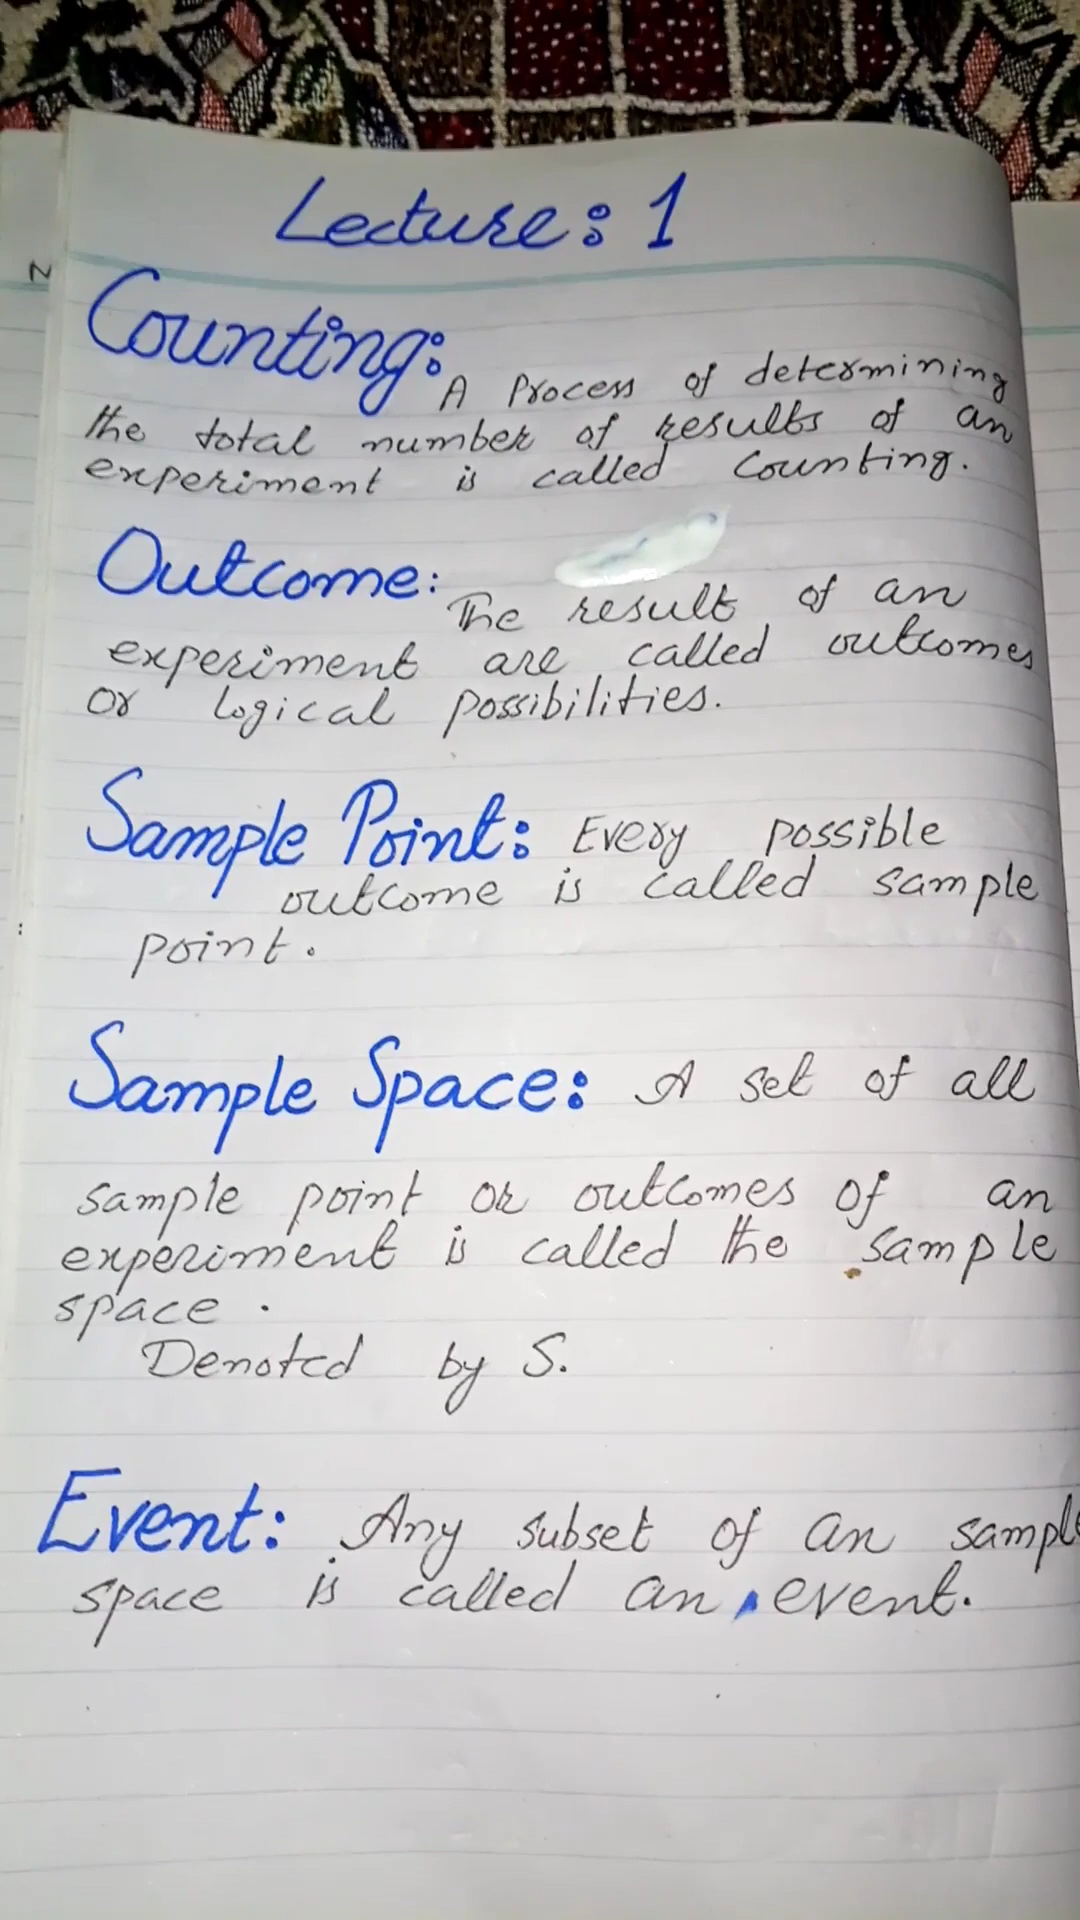 Lecture: 1
N
Counting:
A Process of determining
the total number of results of an
experiment is called Counting.
Outcome:
The result of an
experiment are called outcomes
Or logical possibilities.
Sample Point: Every possible
outcome is called sample
point.
Sample Space: A set of all
sample point or outcomes of an
experiment is called the sample
space.
Denoted by S.
Event: Any subset of an sample
space is called an event.